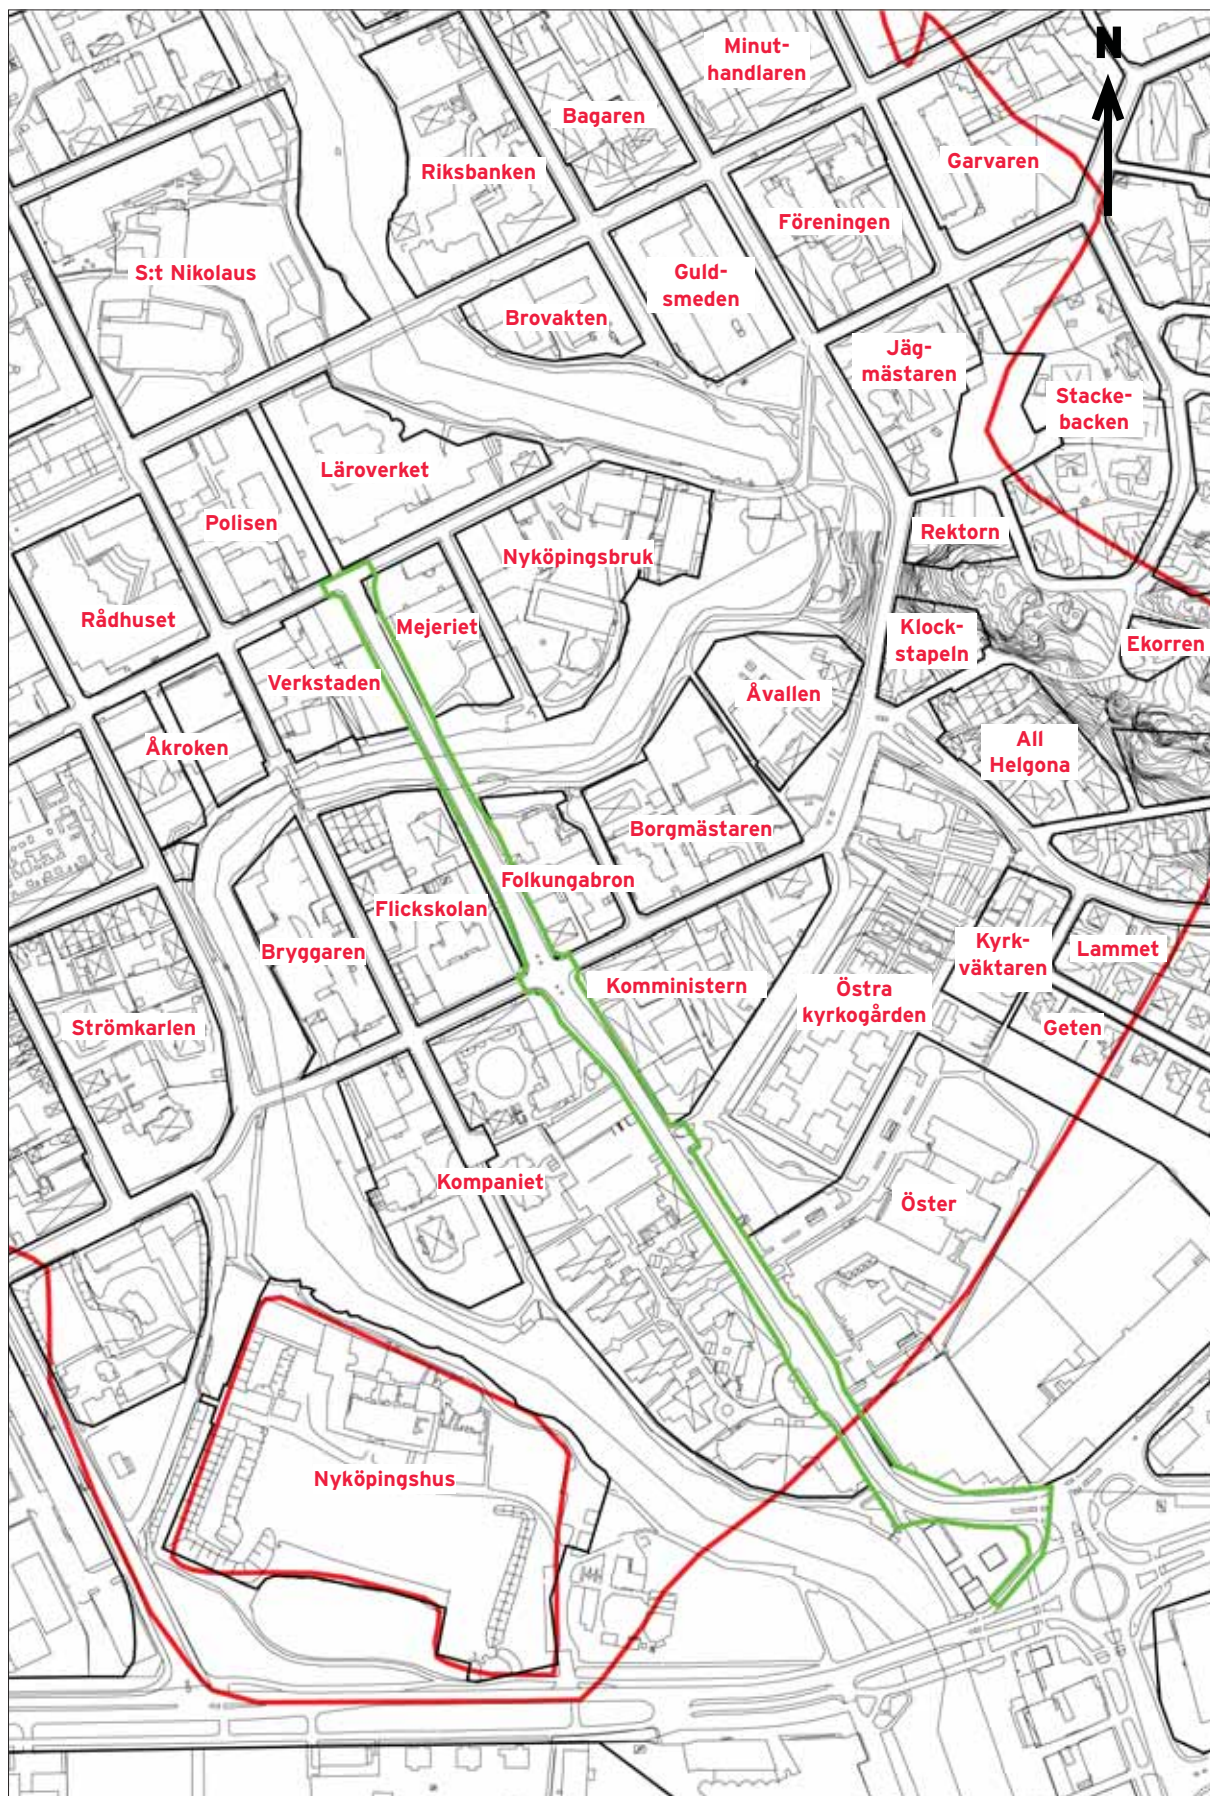 Minut-
handlaren
N
Bagaren
Riksbanken
Garvaren
Föreningen
S:t Nikolaus
Guld-
smeden
Brovakten
Jäg-
mästaren
Stacke-
backen
Läroverket
Polisen
Rektorn
Nyköpingsbruk
Rådhuset
Mejeriet
Klock-
stapeln
Ekorren
Verkstaden
Åvallen
Åkroken
All
Helgona
Borgmästaren
Folkungabron
Flickskolan
Bryggaren
Kyrk-
väktaren
Lammet
Komministern
Östra
kyrkogården
Strömkarlen
Geten
Kompaniet
Öster
Nyköpingshus